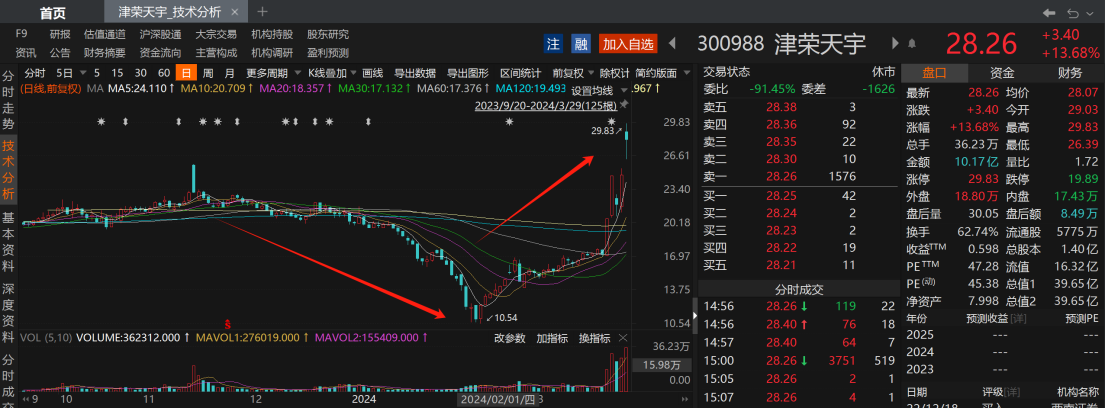 首页 津荣天宇_技术分析 × +
F9 研报 估值通道 沪深股通 大宗交易 机构持股 股东研究
资讯 公告 财务摘要 资金流向 主营构成 机构调研 盈利预测
注 融 加入自选
300988 津荣天宇
28.26
+3.40
+13.68%
分时走势
技术分析
基本资料
深度资料
分时成
分时 5日 5 15 30 60 日 周 月 更多周期 K线叠加 画线 导出数据 导出图形 区间统计 前复权 除权计 简约版面
(日线,前复权) MA MA5:24.110↑ MA10:20.709↑ MA20:18.357↑ MA30:17.132↑ MA60:17.376↓ MA120:19.493 设置均线 .967↑
2023/9/20-2024/3/29(125根)
29.83
29.83
26.61
23.40
20.18
16.97
13.75
10.54
10.54
S
VOL (5,10) VOLUME:362312.000↑ MAVOL1:276019.000↑ MAVOL2:155409.000↑ 改参数 加指标 换指标 ×
36.23万
15.98万
0.00
9 10 11 12 2024 2024/02/01/四 3
交易状态 休市
委比 -91.45% 委差 -1626
卖五 28.38 3
卖四 28.36 92
卖三 28.35 22
卖二 28.30 10
卖一 28.26 1576
买一 28.25 42
买二 28.24 2
买三 28.23 2
买四 28.22 19
买五 28.21 11
分时成交
14:56 28.26 ↓ 119 22
14:56 28.40 ↑ 76 18
14:57 28.40 64 7
15:00 28.26 ↓ 3751 519
15:05 28.26 2 1
15:07 28.26 4 1
盘口 资金 财务
最新 28.26 均价 28.07
涨跌 +3.40 今开 29.03
涨幅 +13.68% 最高 29.83
总手 36.23万 最低 26.39
金额 10.17亿 量比 1.72
涨停 29.83 跌停 19.89
外盘 18.80万 内盘 17.43万
盘后量 30.05 盘后额 8.49万
换手 62.74% 流通股 5775万
收益TTM 0.598 总股本 1.40亿
PE TTM 47.28 流值 16.32亿
PE(动) 45.38 总值1 39.65亿
净资产 7.998 总值2 39.65亿
年份 预测收益[详] 预测PE
2025 --- ---
2024 --- ---
2023 --- ---
日期 评级[详] 机构名称